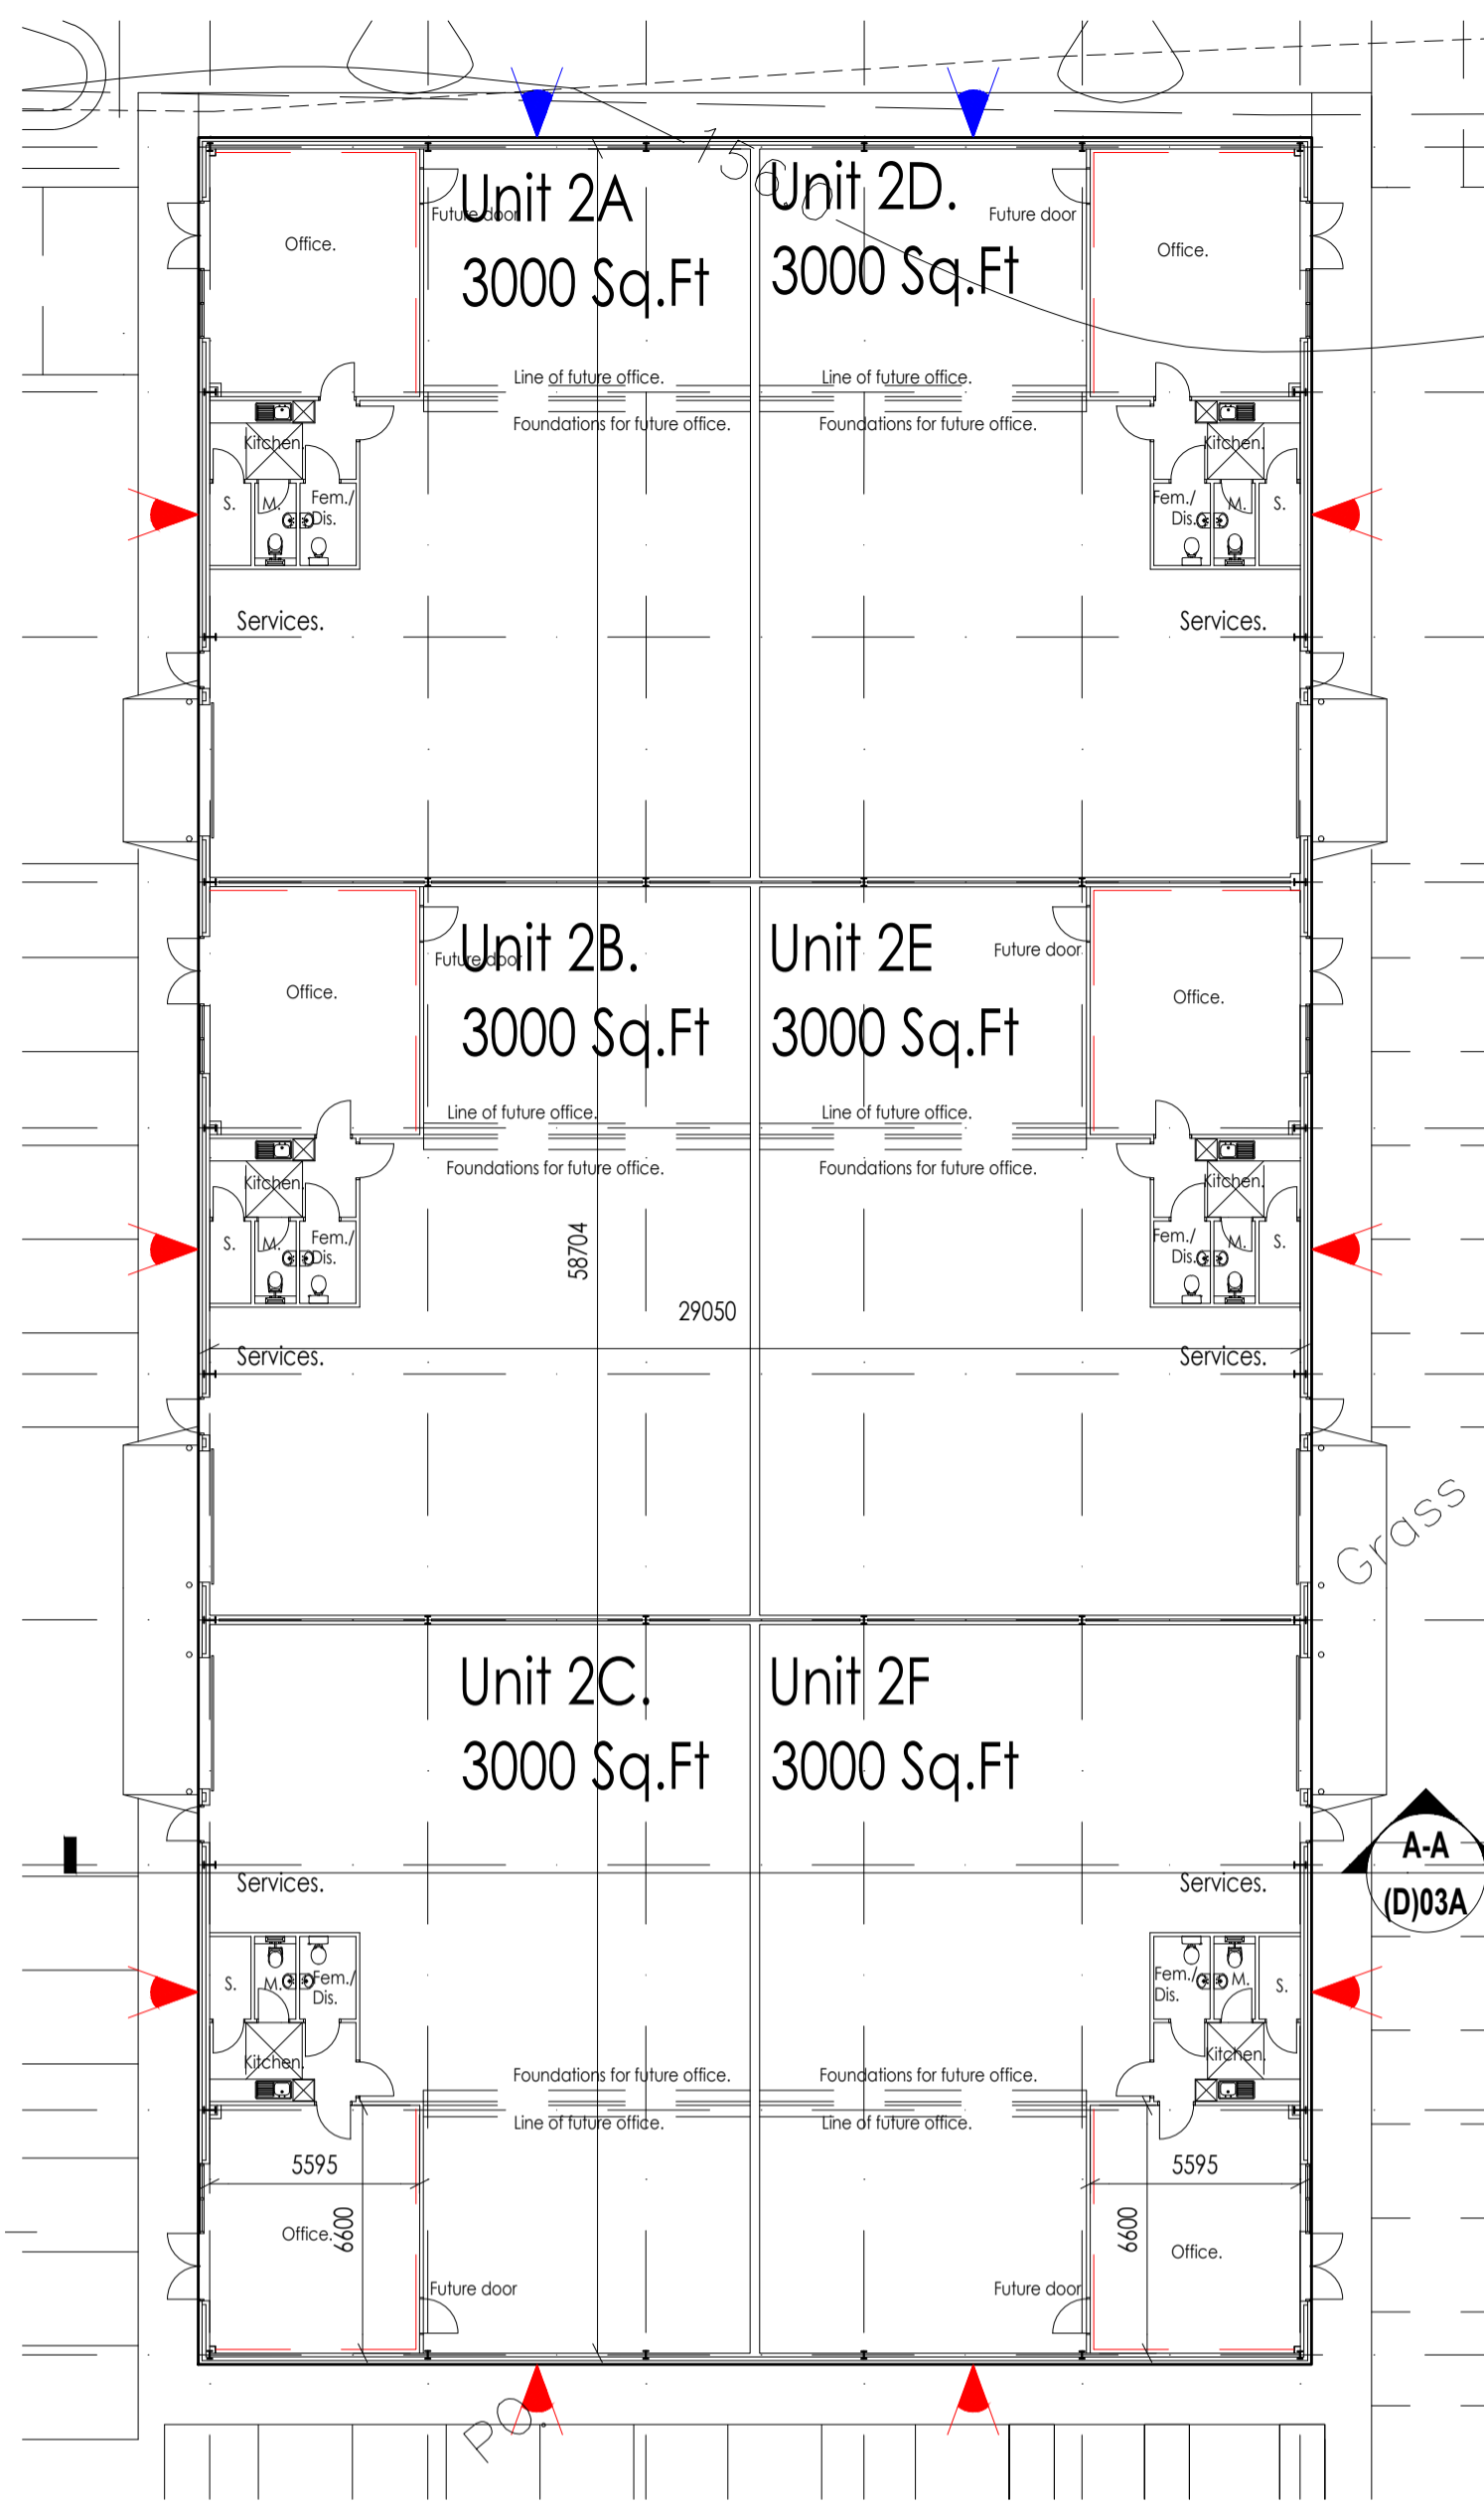 156.0
Unit 2A
3000 Sq.Ft
Unit 2D.
3000 Sq.Ft
Future door
Future door
Office.
Office.
Line of future office.
Line of future office.
Foundations for future office.
Foundations for future office.
Kitchen.
Kitchen.
S.
M.
Fem./
Dis.
Fem./
Dis.
M.
S.
Services.
Services.
Unit 2B.
3000 Sq.Ft
Unit 2E
3000 Sq.Ft
Future door
Future door
Office.
Office.
Line of future office.
Line of future office.
Foundations for future office.
Foundations for future office.
Kitchen.
Kitchen.
S.
M.
Fem./
Dis.
Fem./
Dis.
M.
S.
58704
29050
Services.
Services.
Grass
Unit 2C.
3000 Sq.Ft
Unit 2F
3000 Sq.Ft
A-A
(D)03A
Services.
Services.
S.
M.
Fem./
Dis.
Fem./
Dis.
M.
S.
Kitchen.
Kitchen.
Foundations for future office.
Foundations for future office.
Line of future office.
Line of future office.
5595
5595
6600
6600
Office.
Office.
Future door
Future door
Po.